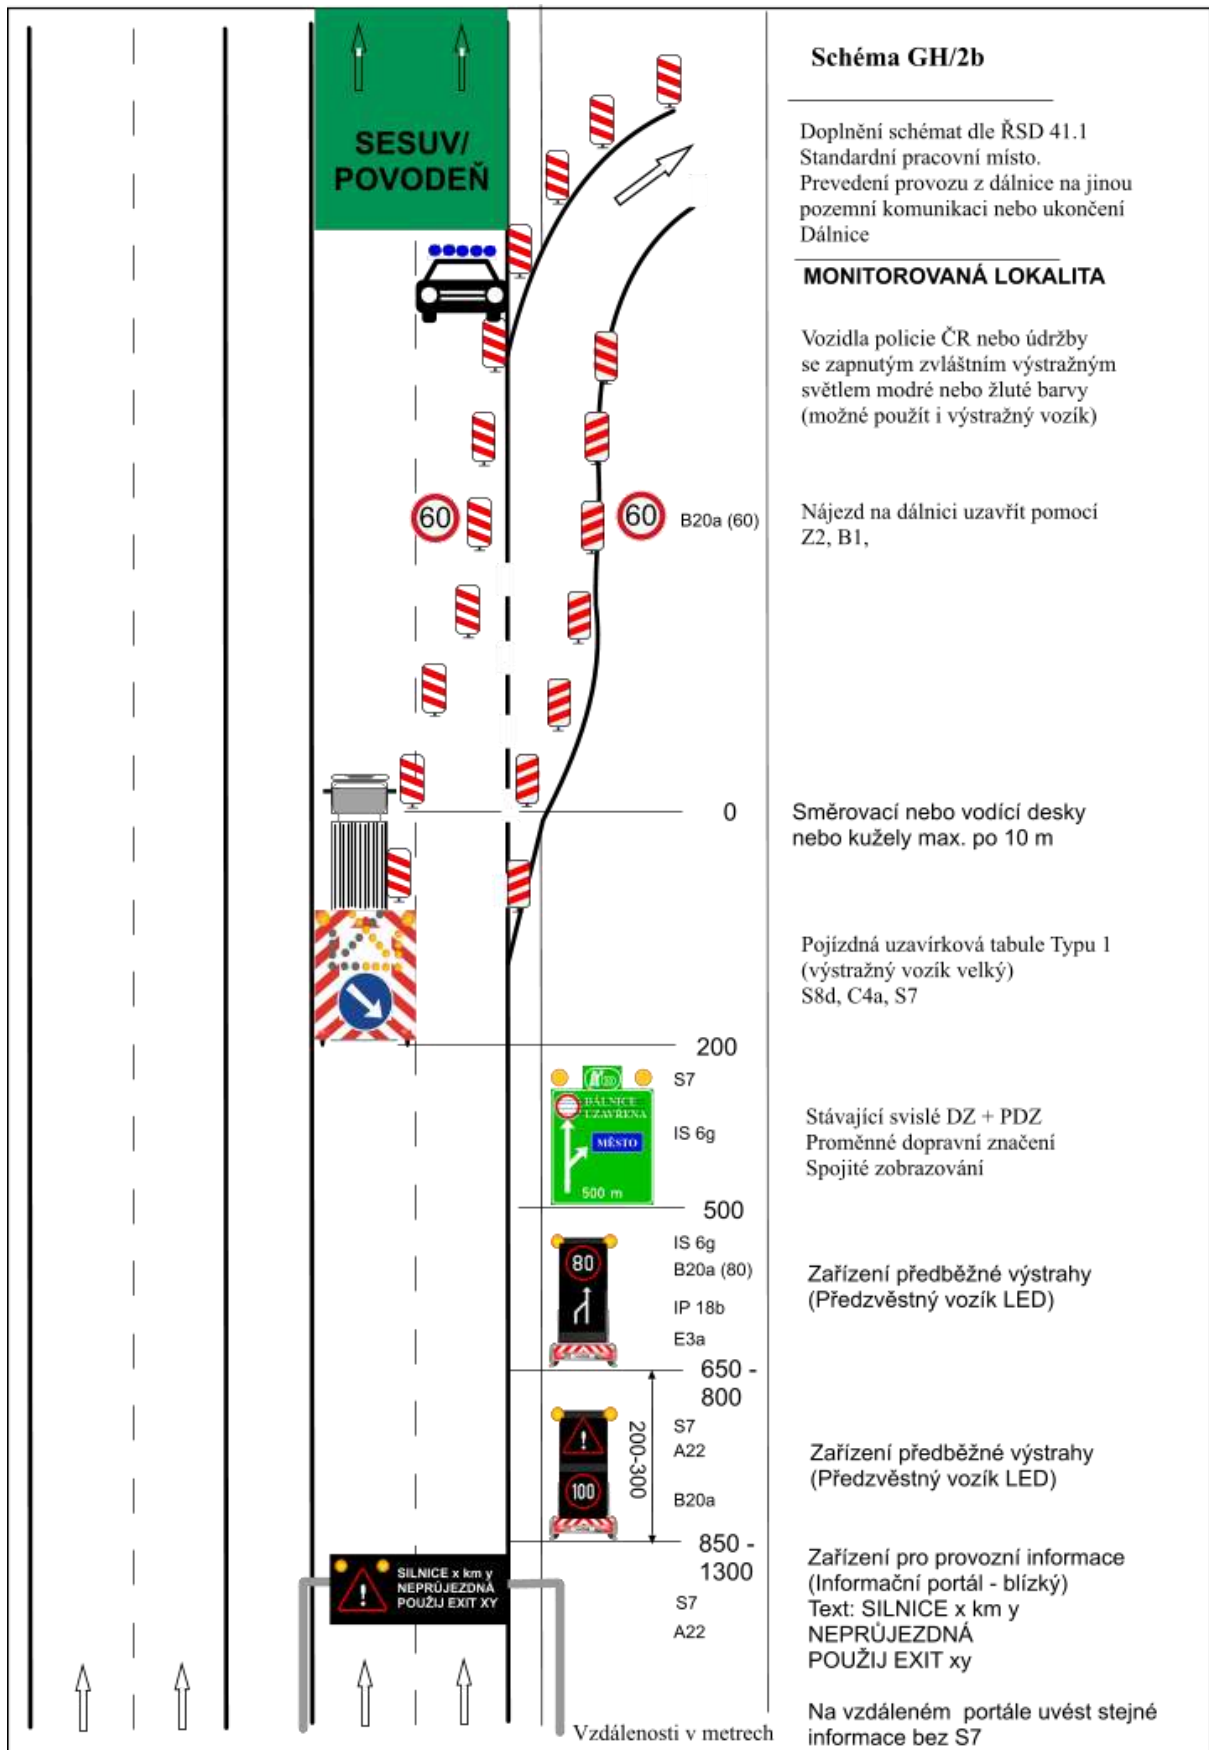 Schéma GH/2b
Doplnění schémat dle ŘSD 41.1
Standardní pracovní místo.
Prevedení provozu z dálnice na jinou
pozemní komunikaci nebo ukončení
Dálnice
MONITOROVANÁ LOKALITA
SESUV/
POVODEŇ
Vozidla policie ČR nebo údržby
se zapnutým zvláštním výstražným
světlem modré nebo žluté barvy
(možné použít i výstražný vozík)
60
60
B20a (60)
Nájezd na dálnici uzavřít pomocí
Z2, B1,
0
Směrovací nebo vodící desky
nebo kužely max. po 10 m
Pojízdná uzavírková tabule Typu 1
(výstražný vozík velký)
S8d, C4a, S7
200
S7
DÁLNICE
UZAVŘENA
IS 6g
MĚSTO
500 m
Stávající svislé DZ + PDZ
Proměnné dopravní značení
Spojité zobrazování
500
IS 6g
80
B20a (80)
IP 18b
E3a
Zařízení předběžné výstrahy
(Předzvěstný vozík LED)
650 -
800
200-300
S7
A22
100
B20a
Zařízení předběžné výstrahy
(Předzvěstný vozík LED)
850 -
1300
SILNICE x km y
NEPRŮJEZDNÁ
POUŽIJ EXIT XY
S7
A22
Zařízení pro provozní informace
(Informační portál - blízký)
Text: SILNICE x km y
NEPRŮJEZDNÁ
POUŽIJ EXIT xy
Na vzdáleném portále uvést stejné
informace bez S7
Vzdálenosti v metrech